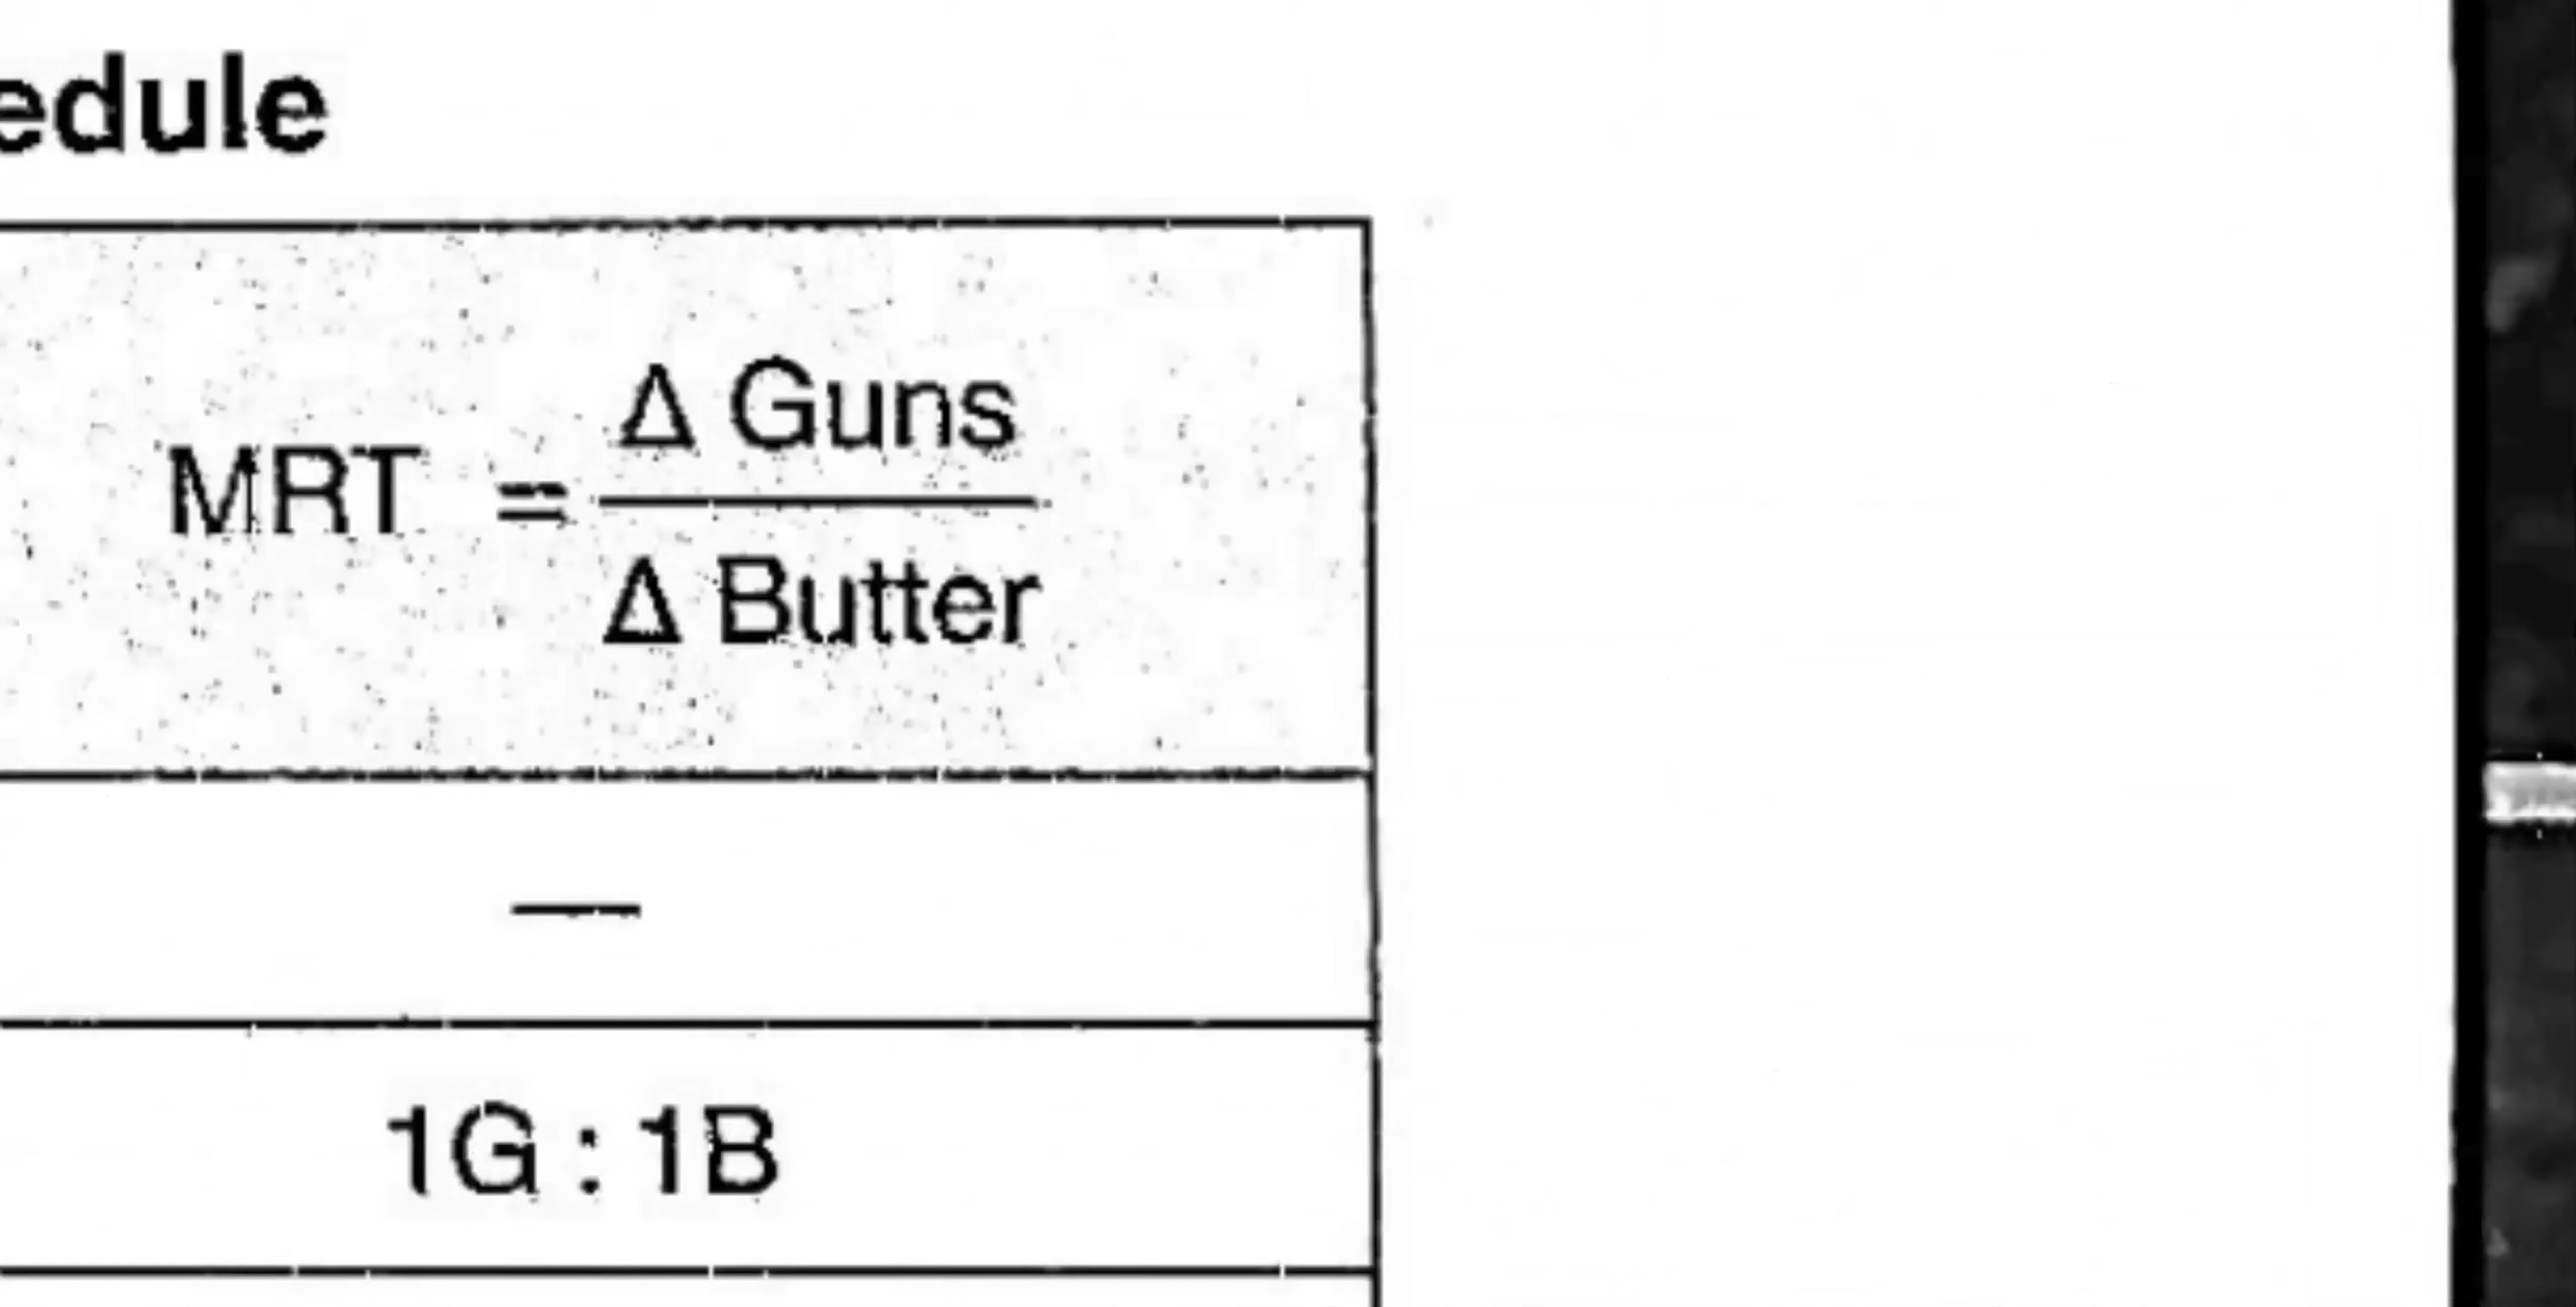 edule
MRT = Δ Guns / Δ Butter
—
1G : 1B